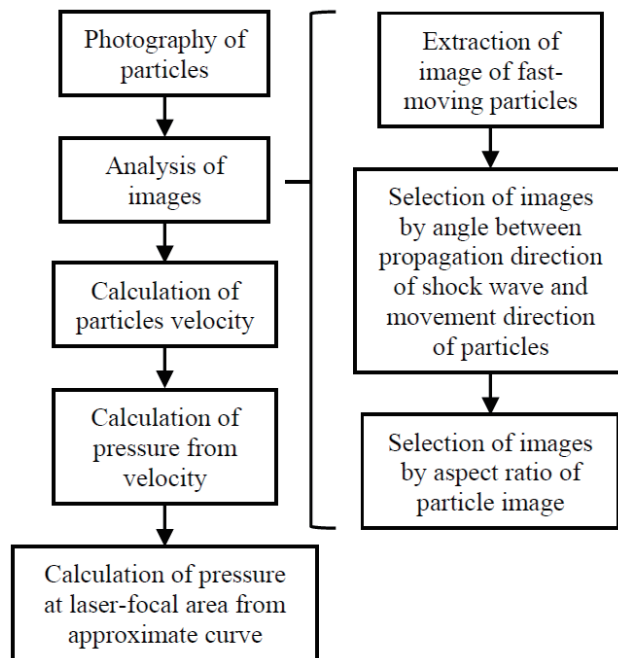 Photography of
particles
Analysis of
images
Calculation of
particles velocity
Calculation of
pressure from
velocity
Calculation of pressure
at laser-focal area from
approximate curve
Extraction of
image of fast-
moving particles
Selection of images
by angle between
propagation direction
of shock wave and
movement direction
of particles
Selection of images
by aspect ratio of
particle image